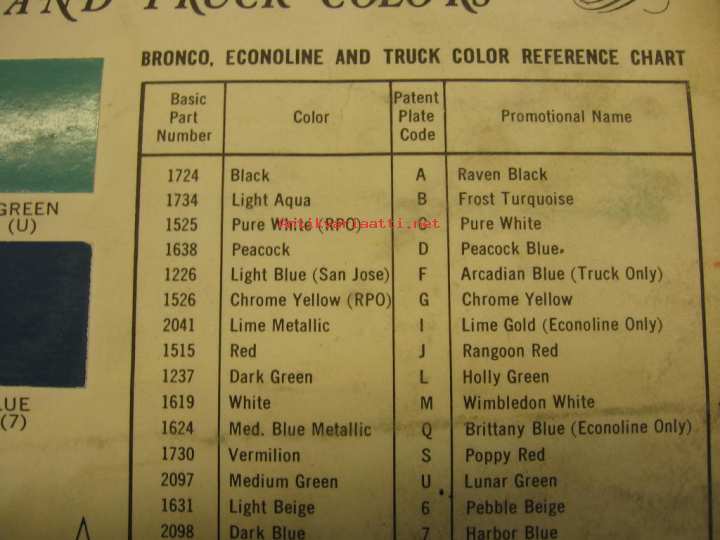 AND TRUCK COLORS
GREEN
(U)
BLUE
(7)
BRONCO, ECONOLINE AND TRUCK COLOR REFERENCE CHART
Basic Part Number Color Patent Plate Code Promotional Name
1724 Black A Raven Black
1734 Light Aqua B Frost Turquoise
1525 Pure White (RPO) C Pure White
Antikvariaatti.net
1638 Peacock D Peacock Blue
1226 Light Blue (San Jose) F Arcadian Blue (Truck Only)
1526 Chrome Yellow (RPO) G Chrome Yellow
2041 Lime Metallic I Lime Gold (Econoline Only)
1515 Red J Rangoon Red
1237 Dark Green L Holly Green
1619 White M Wimbledon White
1624 Med. Blue Metallic Q Brittany Blue (Econoline Only)
1730 Vermilion S Poppy Red
2097 Medium Green U Lunar Green
1631 Light Beige 6 Pebble Beige
2098 Dark Blue 7 Harbor Blue